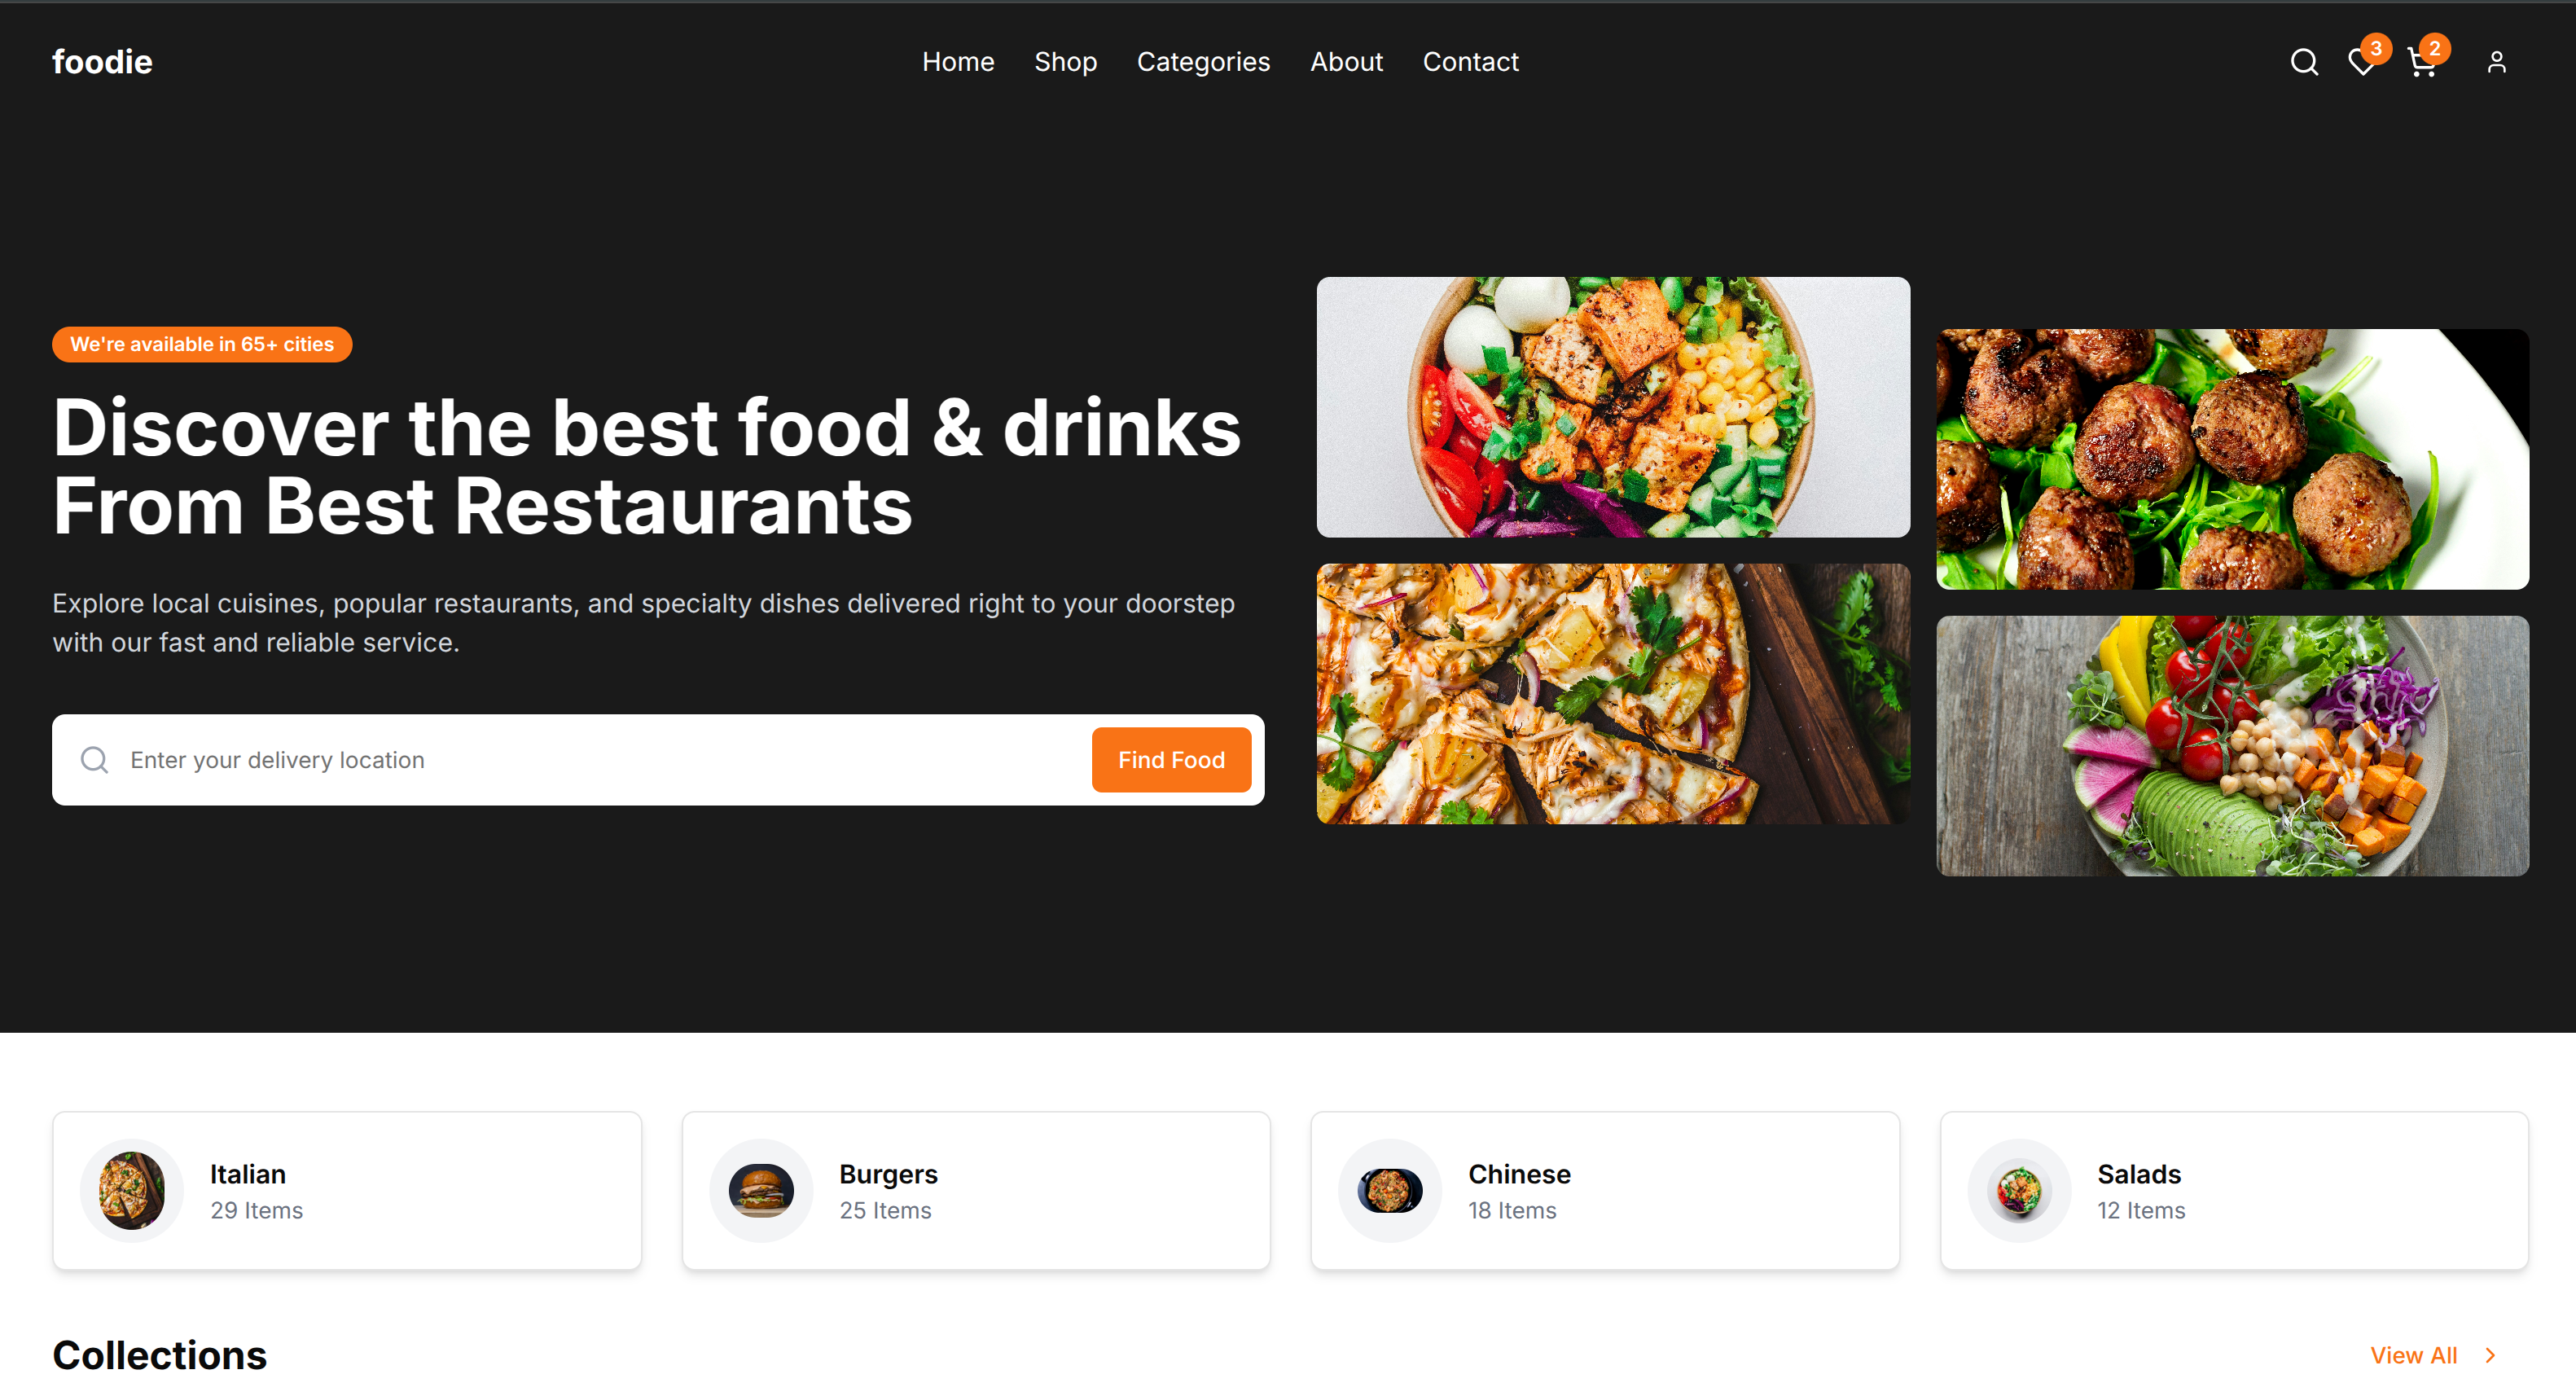 foodie
Home Shop Categories About Contact
3 2
We're available in 65+ cities
Discover the best food & drinks
From Best Restaurants
Explore local cuisines, popular restaurants, and specialty dishes delivered right to your doorstep
with our fast and reliable service.
Enter your delivery location
Find Food
Italian
29 Items
Burgers
25 Items
Chinese
18 Items
Salads
12 Items
Collections
View All